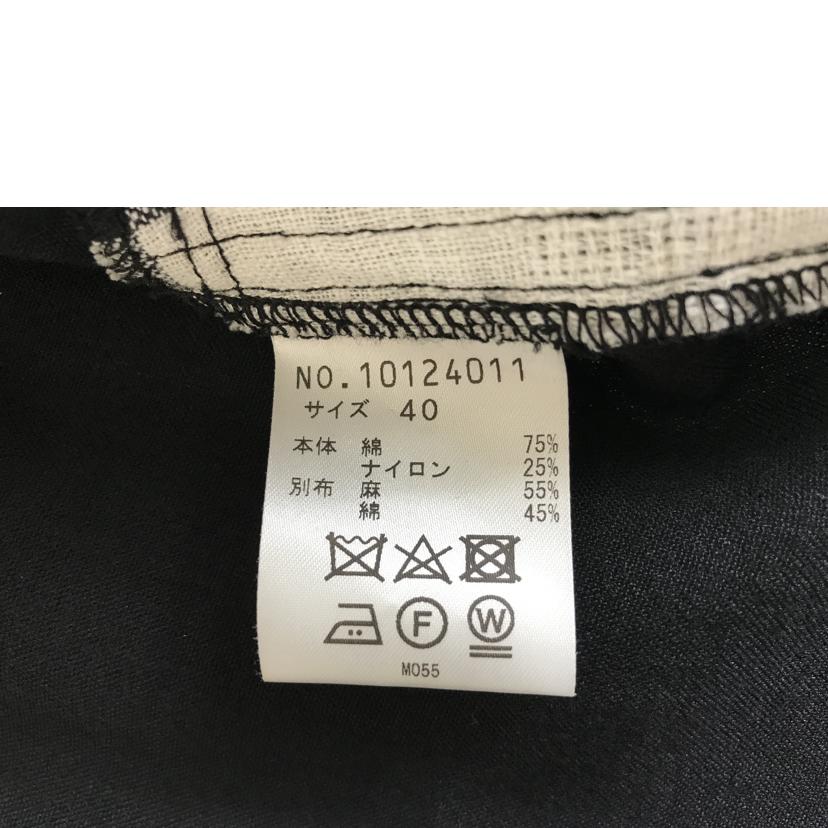 NO.10124011
サイズ 40
本体 綿 75%
ナイロン 25%
別布 麻 55%
綿 45%
F W
M055